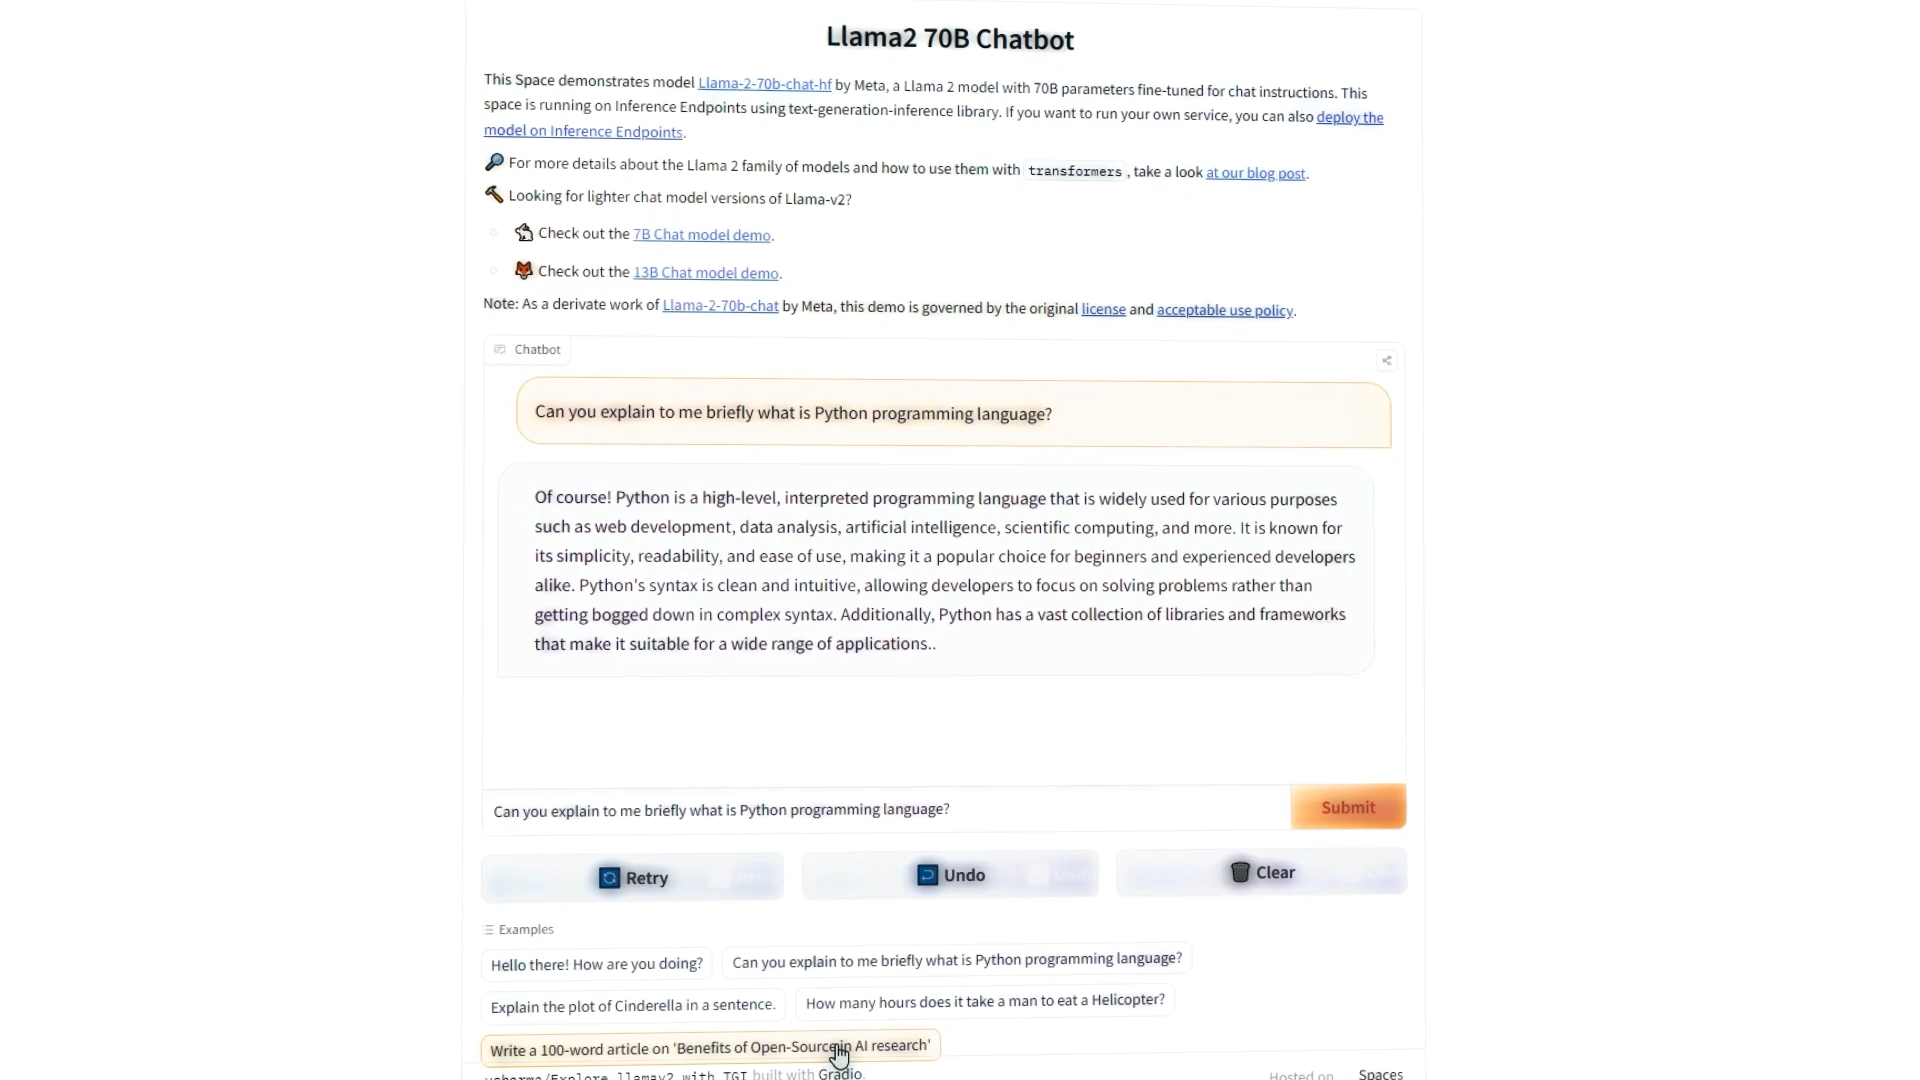 Llama2 70B Chatbot
This Space demonstrates model Llama-2-70b-chat-hf by Meta, a Llama 2 model with 70B parameters fine-tuned for chat instructions. This
space is running on Inference Endpoints using text-generation-inference library. If you want to run your own service, you can also deploy the
model on Inference Endpoints.
🔎 For more details about the Llama 2 family of models and how to use them with transformers, take a look at our blog post.
🔨 Looking for lighter chat model versions of Llama-v2?
🐇 Check out the 7B Chat model demo.
🦊 Check out the 13B Chat model demo.
Note: As a derivate work of Llama-2-70b-chat by Meta, this demo is governed by the original license and acceptable use policy.
Chatbot
Can you explain to me briefly what is Python programming language?
Of course! Python is a high-level, interpreted programming language that is widely used for various purposes
such as web development, data analysis, artificial intelligence, scientific computing, and more. It is known for
its simplicity, readability, and ease of use, making it a popular choice for beginners and experienced developers
alike. Python's syntax is clean and intuitive, allowing developers to focus on solving problems rather than
getting bogged down in complex syntax. Additionally, Python has a vast collection of libraries and frameworks
that make it suitable for a wide range of applications..
Can you explain to me briefly what is Python programming language?
Submit
Retry
Undo
Clear
Examples
Hello there! How are you doing?
Can you explain to me briefly what is Python programming language?
Explain the plot of Cinderella in a sentence.
How many hours does it take a man to eat a Helicopter?
Write a 100-word article on 'Benefits of Open-Source in AI research'
built with Gradio.
Hosted on Spaces